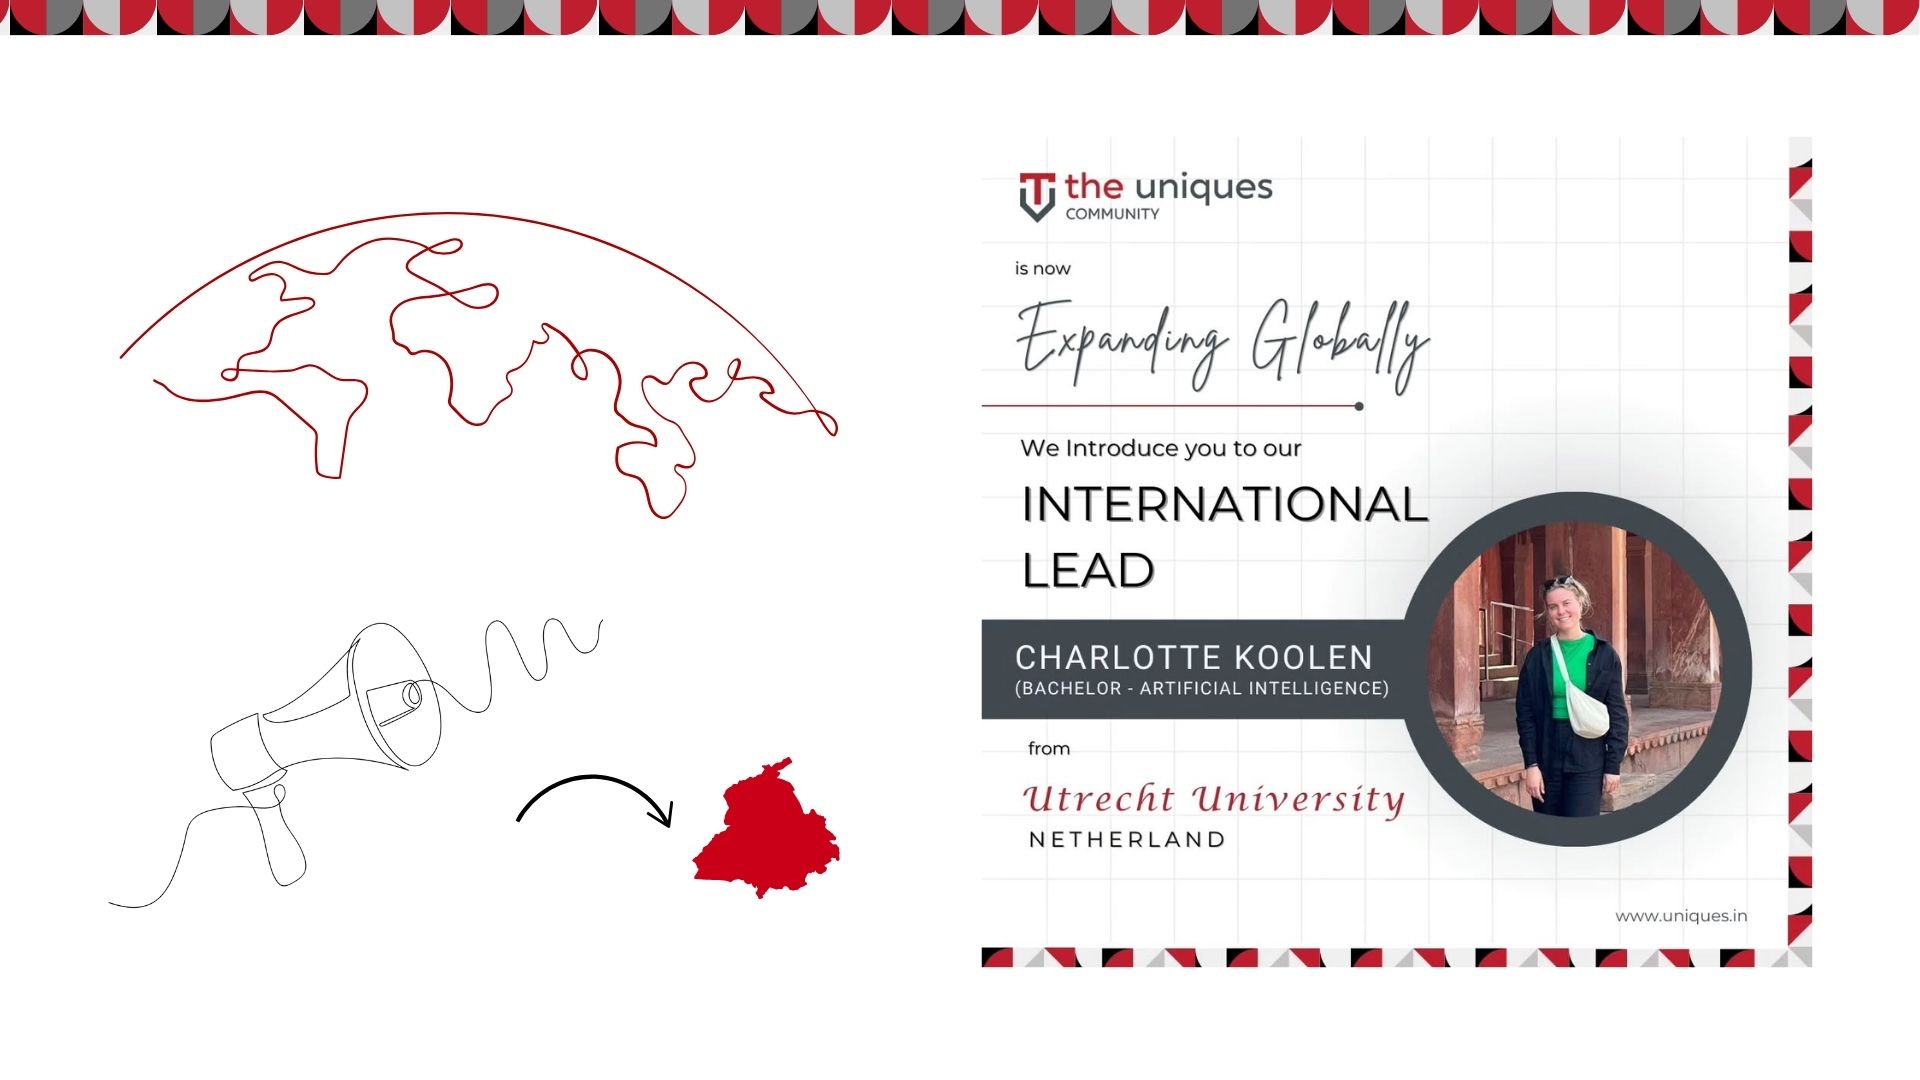 the uniques
COMMUNITY
is now
Expanding Globally
We Introduce you to our
INTERNATIONAL
LEAD
CHARLOTTE KOOLEN
(BACHELOR - ARTIFICIAL INTELLIGENCE)
from
Utrecht University
NETHERLAND
www.uniques.in